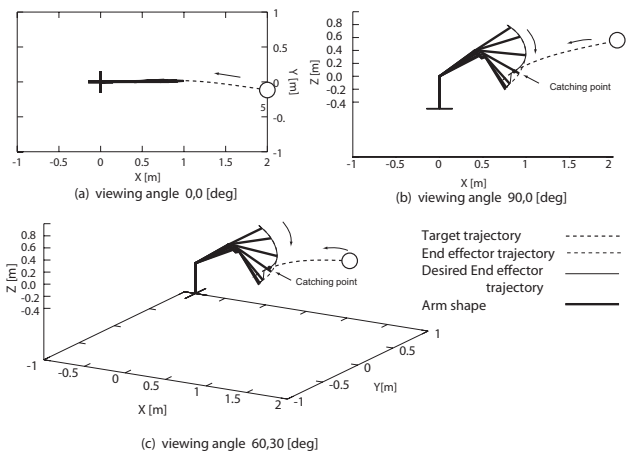 1
0.5
0
-0.
5
-1
Y [m]
-1
-0.5
0
0.5
1
1.5
2
X [m]
(a) viewing angle 0,0 [deg]
Z [m]
0.8
0.6
0.4
0.2
0.0
-0.2
-0.4
Catching point
-1
-0.5
0
0.5
1
1.5
2
X [m]
(b) viewing angle 90,0 [deg]
Z [m]
0.8
0.6
0.4
0.2
0.0
-0.2
-0.4
Catching point
-1
-0.5
0
0.5
1
1.5
2
X [m]
-1
-0.5
0
0.5
1
Y[m]
(c) viewing angle 60,30 [deg]
Target trajectory
End effector trajectory
Desired End effector
trajectory
Arm shape